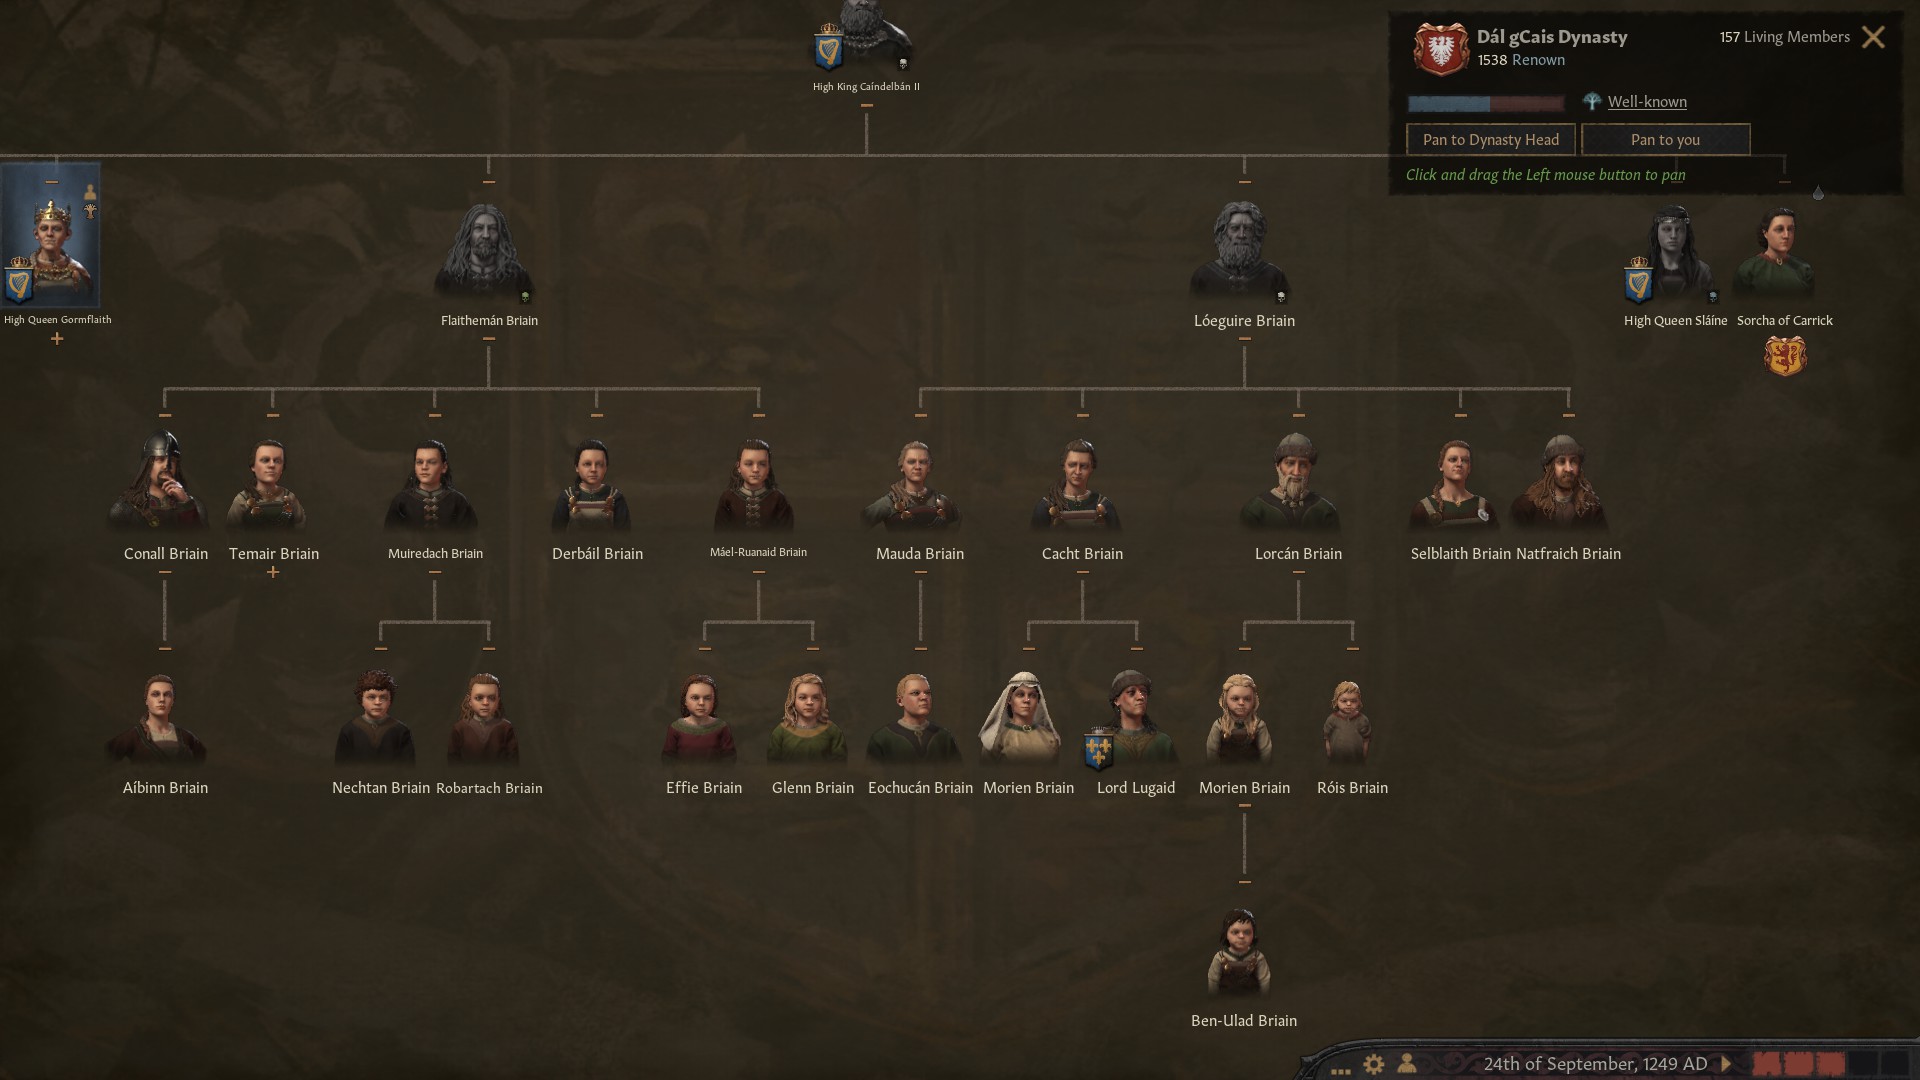 High King Caíndelbán II
Dál gCais Dynasty
157 Living Members
1538 Renown
Well-known
Pan to Dynasty Head
Pan to you
Click and drag the Left mouse button to pan
High Queen Gormflaith
Flaithemán Briain
Lóeguire Briain
High Queen Sláine
Sorcha of Carrick
Conall Briain
Temair Briain
Muiredach Briain
Derbáil Briain
Máel-Ruanaid Briain
Mauda Briain
Cacht Briain
Lorcán Briain
Selblaith Briain
Natfraich Briain
Aíbinn Briain
Nechtan Briain
Robartach Briain
Effie Briain
Glenn Briain
Eochucán Briain
Morien Briain
Lord Lugaid
Morien Briain
Róis Briain
Ben-Ulad Briain
... 24th of September, 1249 AD